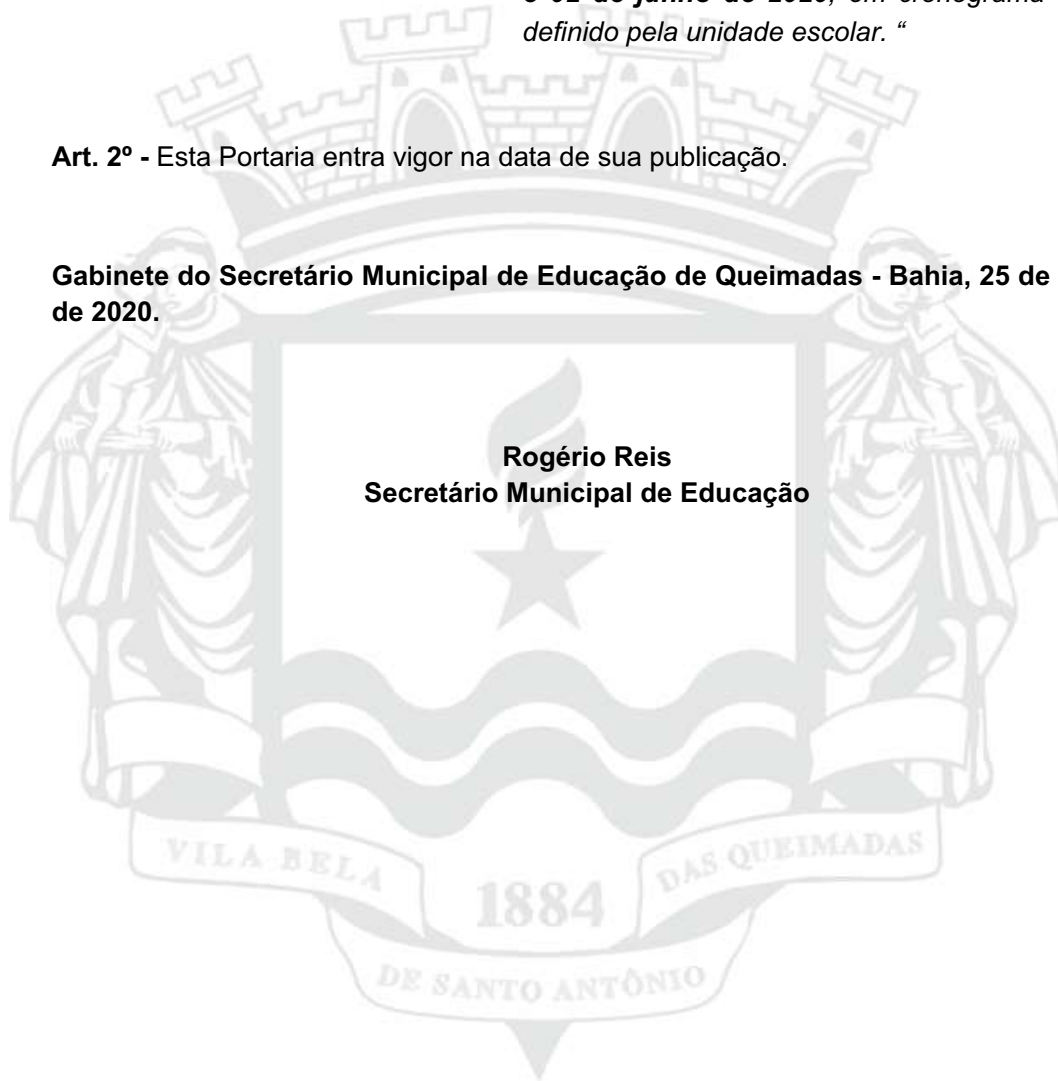 definido pela unidade escolar. “
Art. 2º - Esta Portaria entra vigor na data de sua publicação.
Gabinete do Secretário Municipal de Educação de Queimadas - Bahia, 25 de
de 2020.
Rogério Reis
Secretário Municipal de Educação
VILA BELA
DAS QUEIMADAS
1884
DE SANTO ANTÔNIO